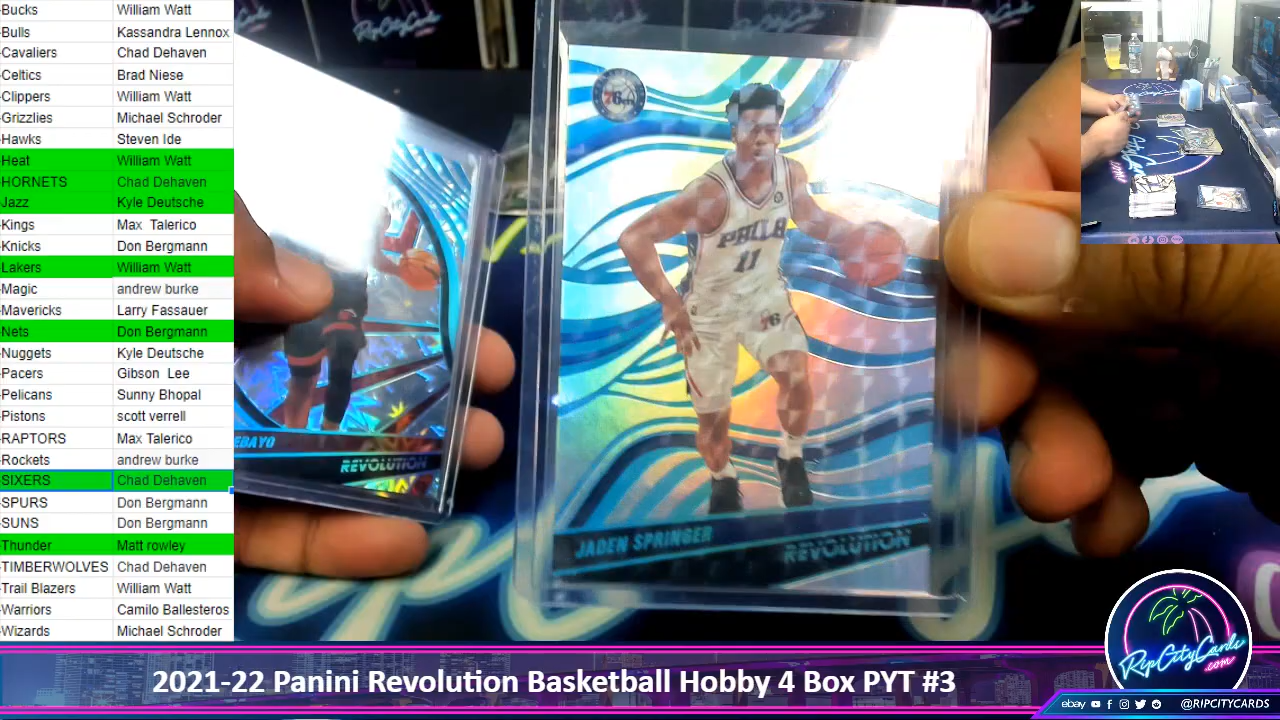 -Bucks William Watt
-Bulls Kassandra Lennox
-Cavaliers Chad Dehaven
-Celtics Brad Niese
-Clippers William Watt
-Grizzlies Michael Schroder
-Hawks Steven Ide
-Heat William Watt
-HORNETS Chad Dehaven
-Jazz Kyle Deutsche
-Kings Max Talerico
-Knicks Don Bergmann
-Lakers William Watt
-Magic andrew burke
-Mavericks Larry Fassauer
-Nets Don Bergmann
-Nuggets Kyle Deutsche
-Pacers Gibson Lee
-Pelicans Sunny Bhopal
-Pistons scott verrell
-RAPTORS Max Talerico
-Rockets andrew burke
-SIXERS Chad Dehaven
-SPURS Don Bergmann
-SUNS Don Bergmann
-Thunder Matt rowley
-TIMBERWOLVES Chad Dehaven
-Trail Blazers William Watt
-Warriors Camilo Ballesteros
-Wizards Michael Schroder
EBAYO
REVOLUTION
76
PHILA
11
76
JADEN SPRINGER
REVOLUTION
RipCityCards
.com
2021-22 Panini Revolution Basketball Hobby 4 Box PYT #3
ebay @RIPCITYCARDS